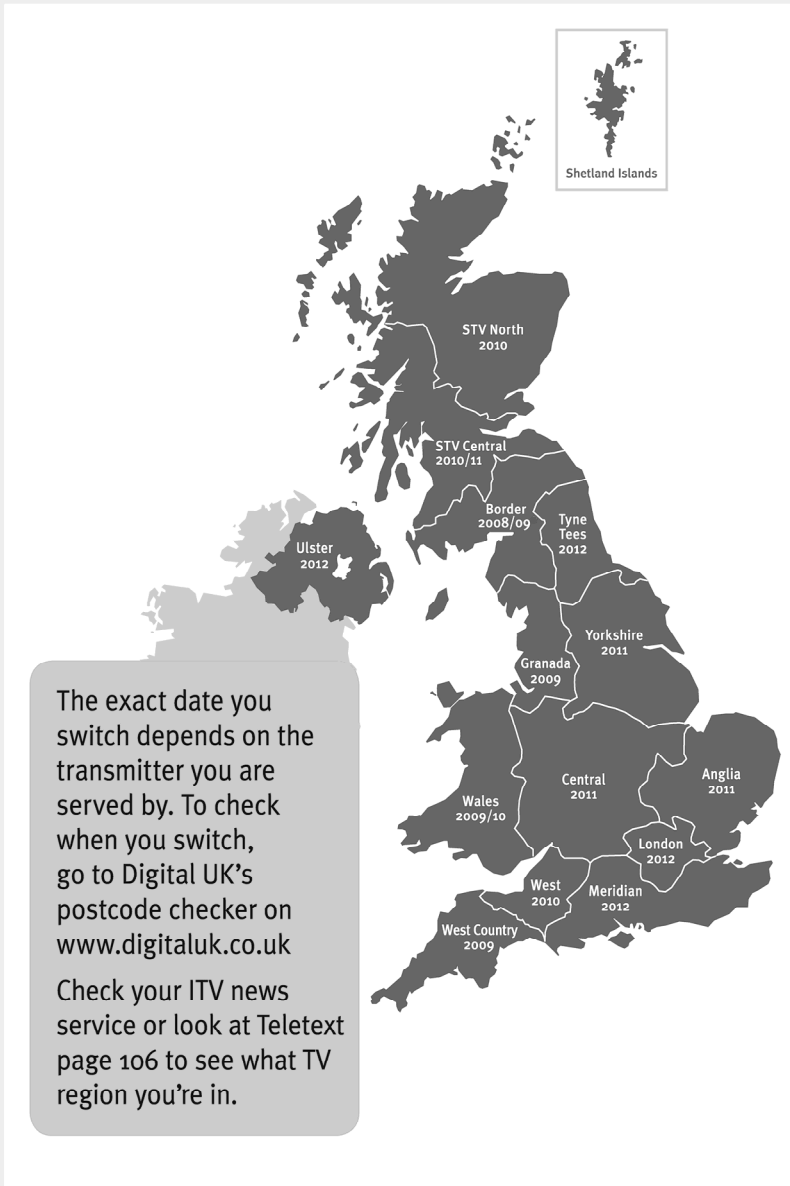 Shetland Islands
STV North
2010
STV Central
2010/11
Border
2008/09
Tyne
Tees
2012
Ulster
2012
Yorkshire
2011
Granada
2009
Central
2011
Anglia
2011
Wales
2009/10
London
2012
West
2010
Meridian
2012
West Country
2009
The exact date you
switch depends on the
transmitter you are
served by. To check
when you switch,
go to Digital UK’s
postcode checker on
www.digitaluk.co.uk
Check your ITV news
service or look at Teletext
page 106 to see what TV
region you’re in.